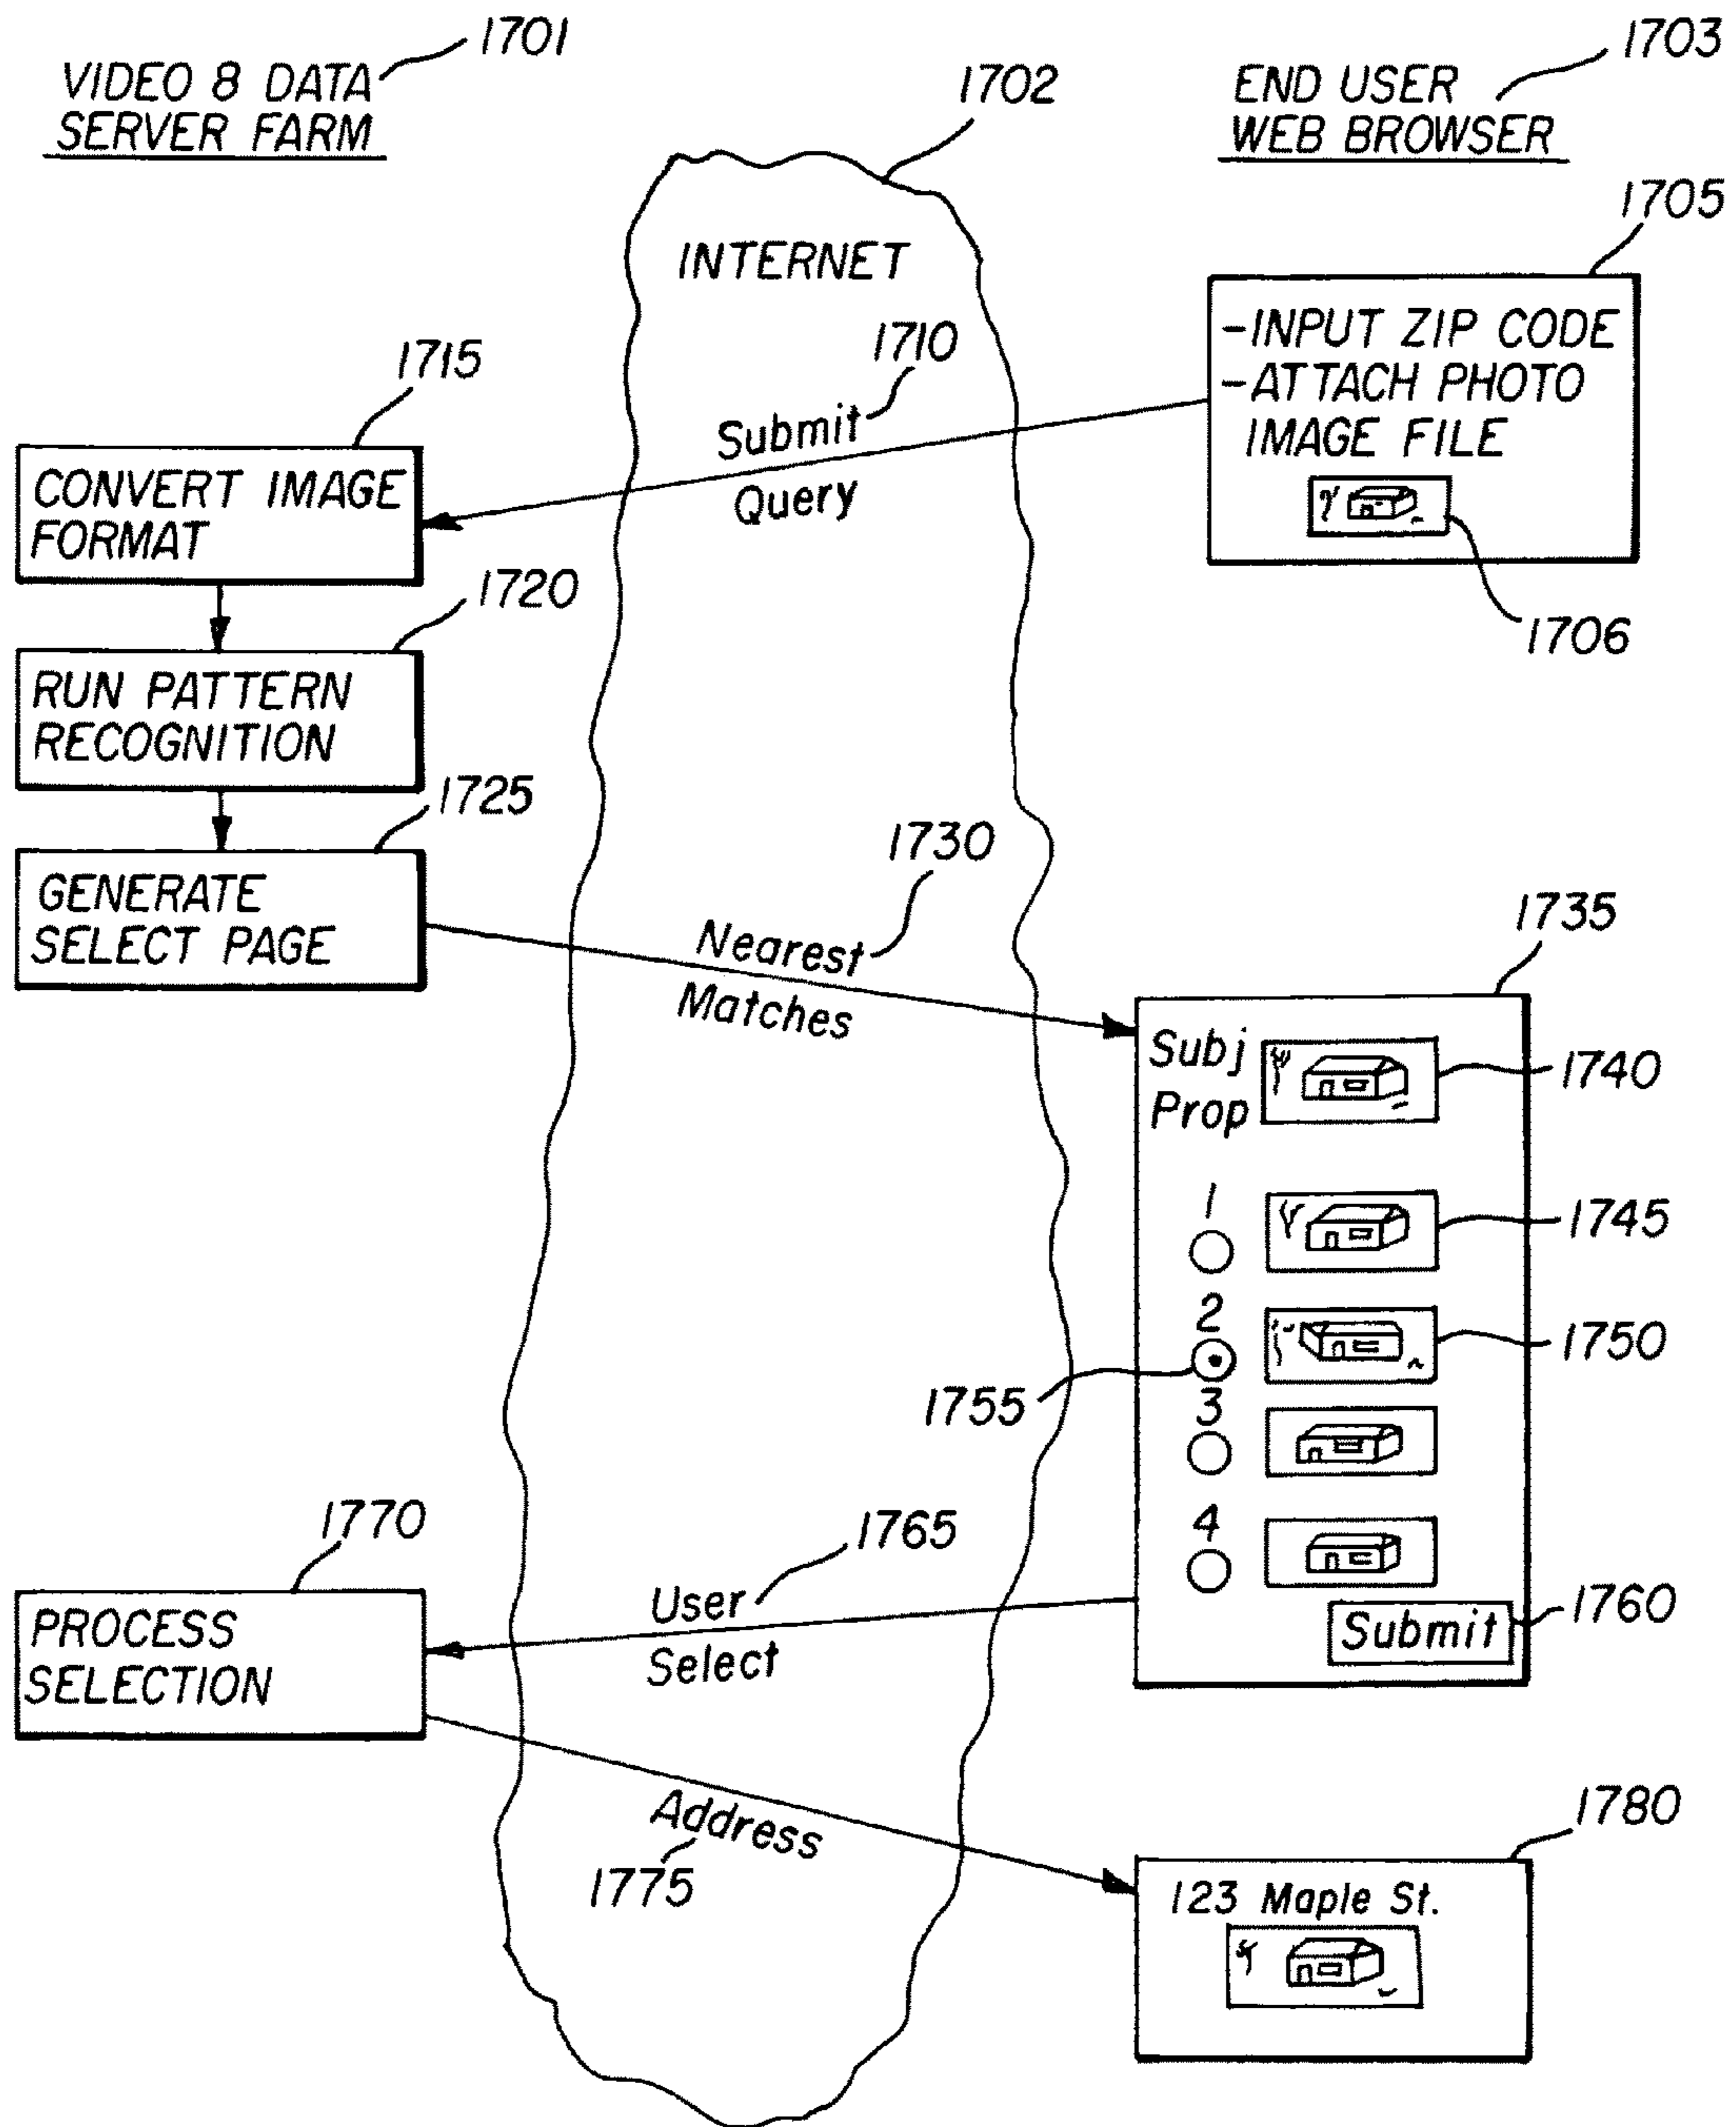 1701
VIDEO 8 DATA
SERVER FARM
1702
1703
END USER
WEB BROWSER
1705
INTERNET
-INPUT ZIP CODE
-ATTACH PHOTO
IMAGE FILE
1706
1710
Submit
Query
1715
CONVERT IMAGE
FORMAT
1720
RUN PATTERN
RECOGNITION
1725
GENERATE
SELECT PAGE
1730
Nearest
Matches
1735
Subj
Prop
1740
1
1745
2
1750
1755
3
4
1760
Submit
1765
User
Select
1770
PROCESS
SELECTION
Address
1775
1780
123 Maple St.